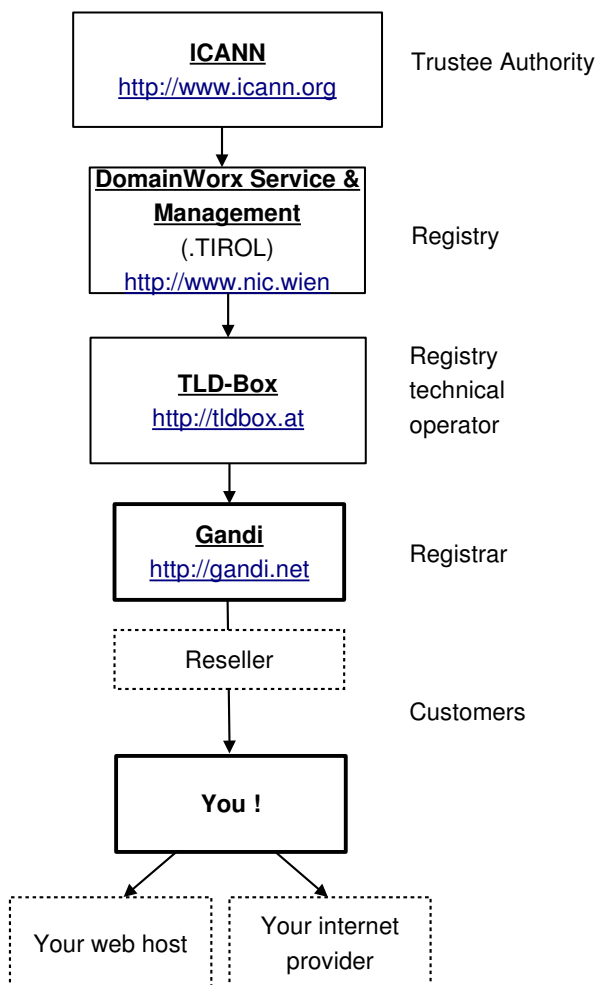 ICANN
http://www.icann.org
Trustee Authority
DomainWorx Service &
Management
(.TIROL)
http://www.nic.wien
Registry
TLD-Box
http://tldbox.at
Registry
technical
operator
Gandi
http://gandi.net
Registrar
Reseller
Customers
You !
Your web host
Your internet
provider